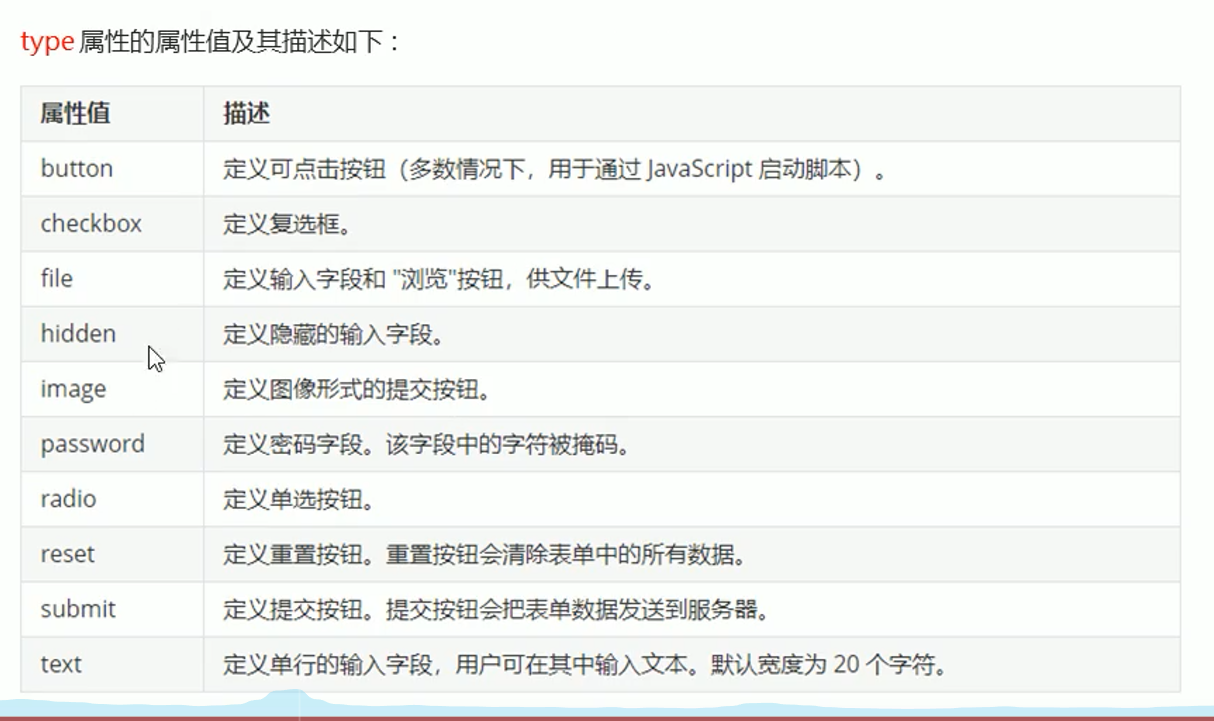 type 属性的属性值及其描述如下：
属性值 描述
button 定义可点击按钮（多数情况下，用于通过 JavaScript 启动脚本）。
checkbox 定义复选框。
file 定义输入字段和 "浏览"按钮，供文件上传。
hidden 定义隐藏的输入字段。
image 定义图像形式的提交按钮。
password 定义密码字段。该字段中的字符被掩码。
radio 定义单选按钮。
reset 定义重置按钮。重置按钮会清除表单中的所有数据。
submit 定义提交按钮。提交按钮会把表单数据发送到服务器。
text 定义单行的输入字段，用户可在其中输入文本。默认宽度为 20 个字符。